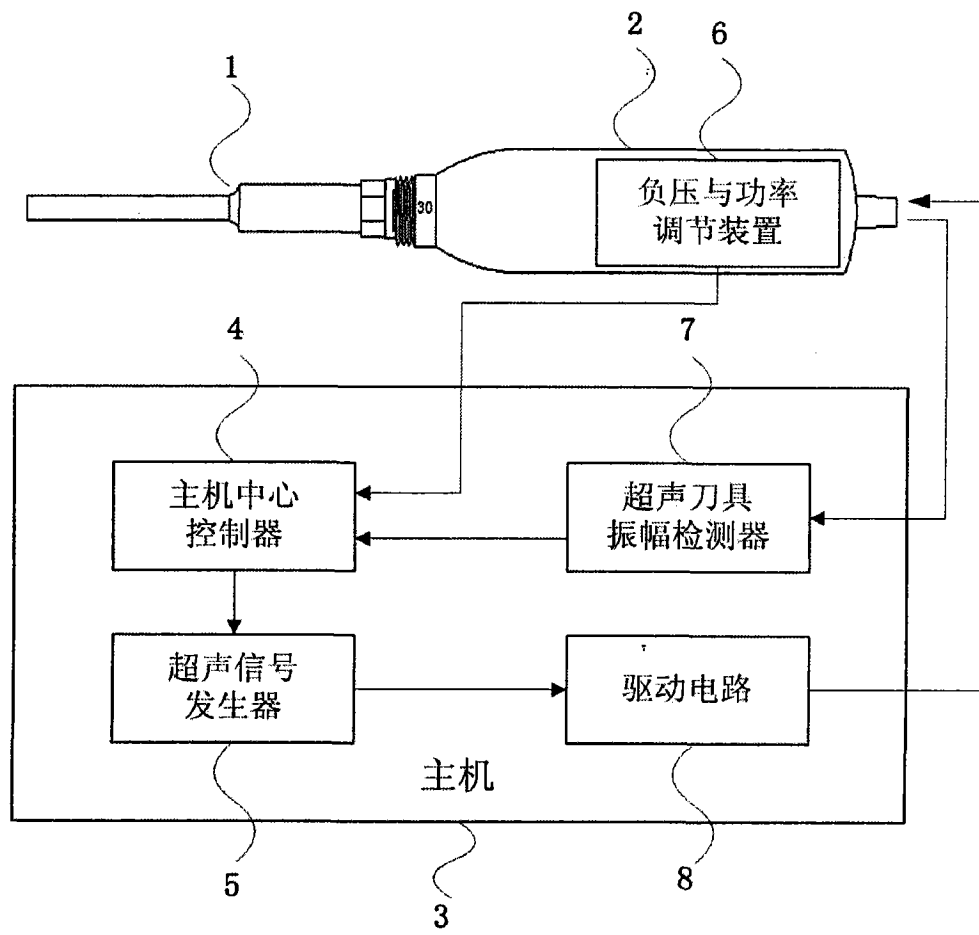 2
6
1
负压与功率
调节装置
30
4
7
主机中心
控制器
超声刀具
振幅检测器
超声信号
发生器
驱动电路
主机
5
3
8